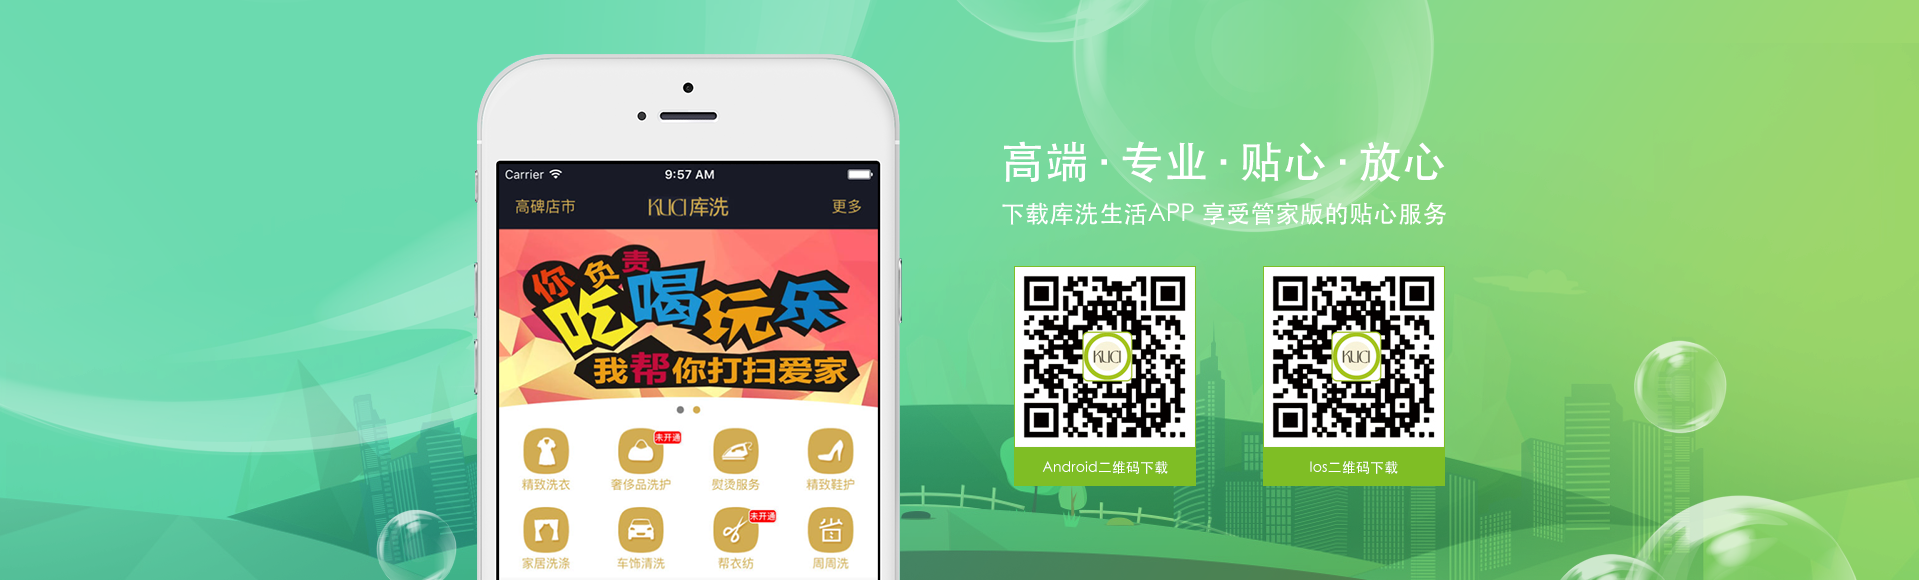 Carrier
9:57 AM
高碑店市
KUCI库洗
更多
你负责
吃喝玩乐
我帮你打扫爱家
精致洗衣
未开通
奢侈品洗护
熨烫服务
精致鞋护
家居洗涤
车饰清洗
未开通
帮衣纺
周周洗
省
高端·专业·贴心·放心
下载库洗生活APP 享受管家版的贴心服务
KUCI
Android二维码下载
KUCI
Ios二维码下载